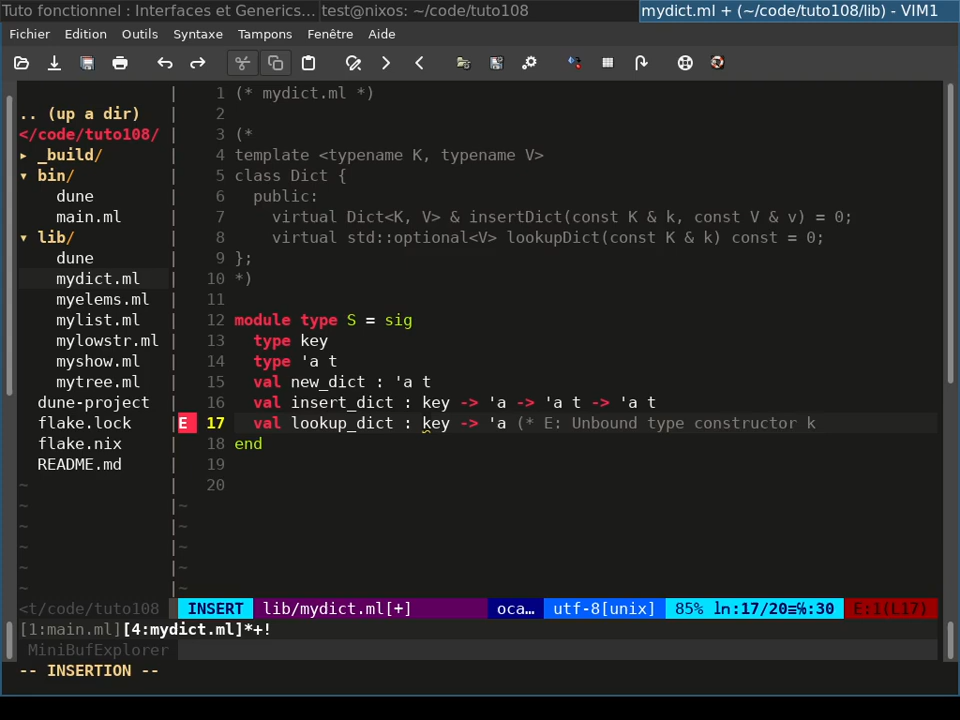 Tuto fonctionnel : Interfaces et Generics... test@nixos: ~/code/tuto108 mydict.ml + (~/code/tuto108/lib) - VIM1
Fichier Edition Outils Syntaxe Tampons Fenêtre Aide
.. (up a dir)
</code/tuto108/
▸ _build/
▾ bin/
dune
main.ml
▾ lib/
dune
mydict.ml
myelems.ml
mylist.ml
mylowstr.ml
myshow.ml
mytree.ml
dune-project
flake.lock
flake.nix
README.md
~
~
~
~
~
~
<t/code/tuto108
1 (* mydict.ml *)
2
3 (*
4 template <typename K, typename V>
5 class Dict {
6 public:
7 virtual Dict<K, V> & insertDict(const K & k, const V & v) = 0;
8 virtual std::optional<V> lookupDict(const K & k) const = 0;
9 };
10 *)
11
12 module type S = sig
13 type key
14 type 'a t
15 val new_dict : 'a t
16 val insert_dict : key -> 'a -> 'a t -> 'a t
E 17 val lookup_dict : key -> 'a (* E: Unbound type constructor k
18 end
19
20
~
~
~
~
~
INSERT lib/mydict.ml[+] oca… utf-8[unix] 85% ln:17/20≡℅:30 E:1(L17)
[1:main.ml][4:mydict.ml]*+!
MiniBufExplorer
-- INSERTION --